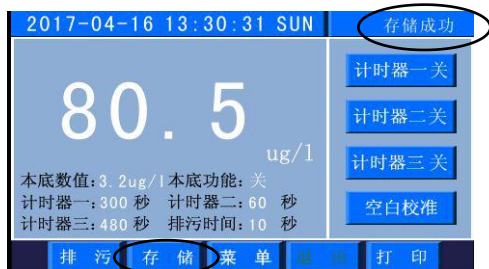 2017-04-16 13:30:31 SUN 存储成功
计时器一关
80.5
计时器二关
ug/l
计时器三关
本底数值:3.2ug/l 本底功能:关
计时器一:300 秒 计时器二:60 秒
空白校准
计时器三:480 秒 排污时间:10 秒
排 污 存 储 菜 单 打 印